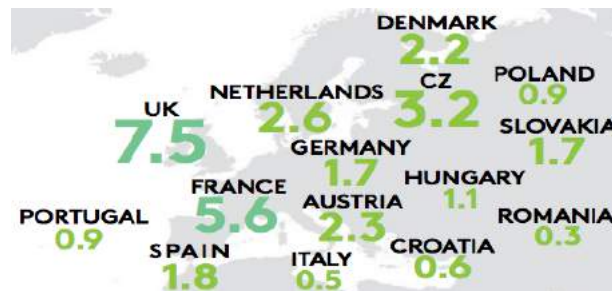 DENMARK
2.2
NETHERLANDS
2.6
CZ
3.2
POLAND
0.9
UK
7.5
SLOVAKIA
1.7
GERMANY
1.7
HUNGARY
1.1
FRANCE
5.6
AUSTRIA
2.3
PORTUGAL
0.9
ROMANIA
0.3
SPAIN
1.8
ITALY
0.5
CROATIA
0.6